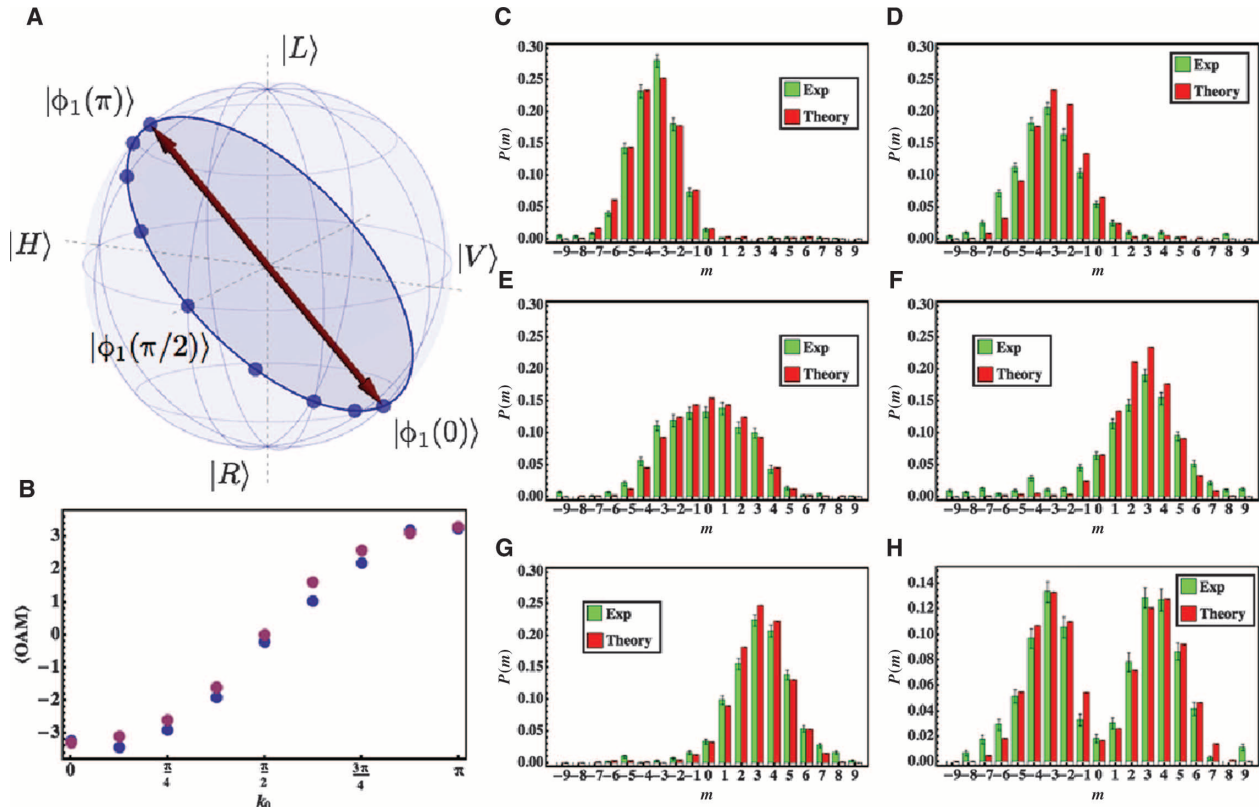 A
|L⟩
|ϕ₁(π)⟩
|H⟩
|V⟩
|ϕ₁(π/2)⟩
|ϕ₁(0)⟩
|R⟩
B
⟨OAM⟩
3
2
1
0
−1
−2
−3
0 π/4 π/2 3π/4 π
k₀
C
P(m)
0.30
0.25
0.20
0.15
0.10
0.05
0.00
Exp
Theory
−9 −8 −7 −6 −5 −4 −3 −2 −1 0 1 2 3 4 5 6 7 8 9
m
D
P(m)
0.30
0.25
0.20
0.15
0.10
0.05
0.00
Exp
Theory
−9 −8 −7 −6 −5 −4 −3 −2 −1 0 1 2 3 4 5 6 7 8 9
m
E
P(m)
0.30
0.25
0.20
0.15
0.10
0.05
0.00
Exp
Theory
−9 −8 −7 −6 −5 −4 −3 −2 −1 0 1 2 3 4 5 6 7 8 9
m
F
P(m)
0.30
0.25
0.20
0.15
0.10
0.05
0.00
Exp
Theory
−9 −8 −7 −6 −5 −4 −3 −2 −1 0 1 2 3 4 5 6 7 8 9
m
G
P(m)
0.30
0.25
0.20
0.15
0.10
0.05
0.00
Exp
Theory
−9 −8 −7 −6 −5 −4 −3 −2 −1 0 1 2 3 4 5 6 7 8 9
m
H
P(m)
0.14
0.12
0.10
0.08
0.06
0.04
0.02
0.00
Exp
Theory
−9 −8 −7 −6 −5 −4 −3 −2 −1 0 1 2 3 4 5 6 7 8 9
m